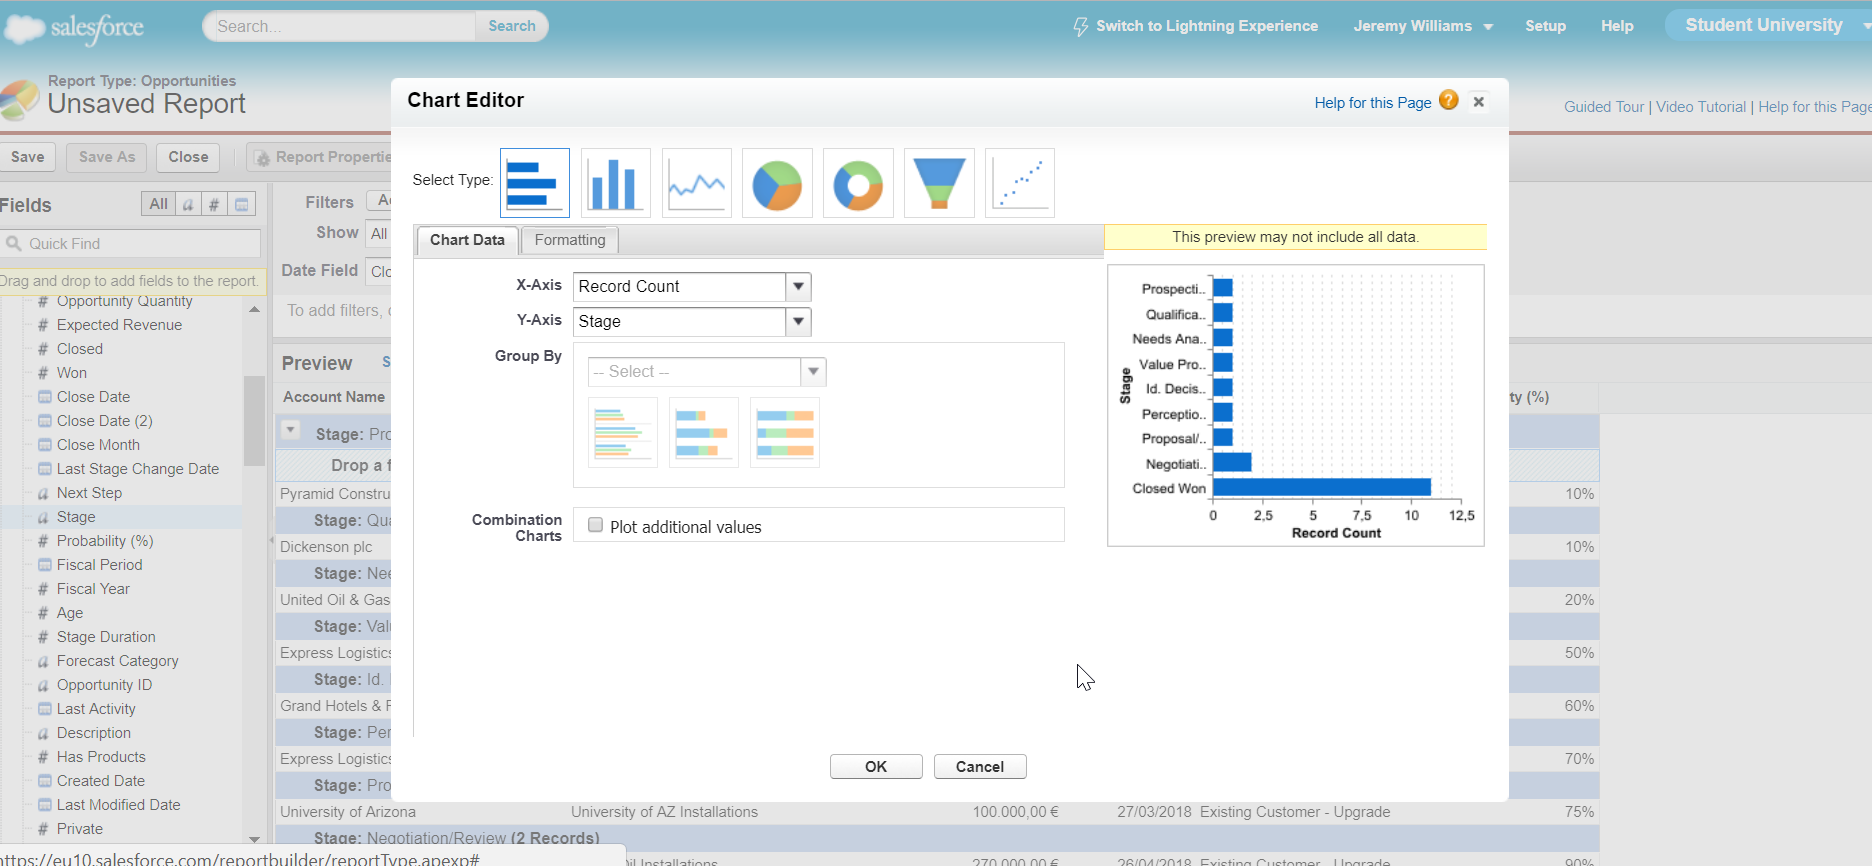 salesforce
Search...
Search
Switch to Lightning Experience
Jeremy Williams
Setup
Help
Student University
Report Type: Opportunities
Unsaved Report
Guided Tour | Video Tutorial | Help for this Page
Save
Save As
Close
Report Propertie
Fields
All
a
#
Quick Find
Drag and drop to add fields to the report.
# Opportunity Quantity
# Expected Revenue
# Closed
# Won
Close Date
Close Date (2)
Close Month
Last Stage Change Date
a Next Step
a Stage
# Probability (%)
Fiscal Period
# Fiscal Year
# Age
# Stage Duration
a Forecast Category
a Opportunity ID
Last Activity
a Description
# Has Products
Created Date
Last Modified Date
# Private
https://eu10.salesforce.com/reportbuilder/reportType.apexp#
Filters
Show
All
Date Field
Clo
To add filters,
Preview
Account Name
ty (%)
Stage: Pro
Drop a f
Pyramid Constru
10%
Stage: Qua
Dickenson plc
10%
Stage: Nee
United Oil & Gas
20%
Stage: Val
Express Logistics
50%
Stage: Id.
Grand Hotels & R
60%
Stage: Per
Express Logistics
70%
Stage: Pro
University of Arizona
University of AZ Installations
100.000,00 €
27/03/2018
Existing Customer - Upgrade
75%
Stage: Negotiation/Review (2 Records)
Oil Installations
270.000,00 €
26/04/2018
Existing Customer - Upgrade
90%
Chart Editor
Help for this Page
?
Select Type:
Chart Data
Formatting
X-Axis
Record Count
Y-Axis
Stage
Group By
-- Select --
Combination
Charts
Plot additional values
This preview may not include all data.
Prospecti..
Qualifica..
Needs Ana..
Value Pro..
Id. Decis..
Perceptio..
Proposal/..
Negotiati..
Closed Won
Stage
0
2,5
5
7,5
10
12,5
Record Count
OK
Cancel